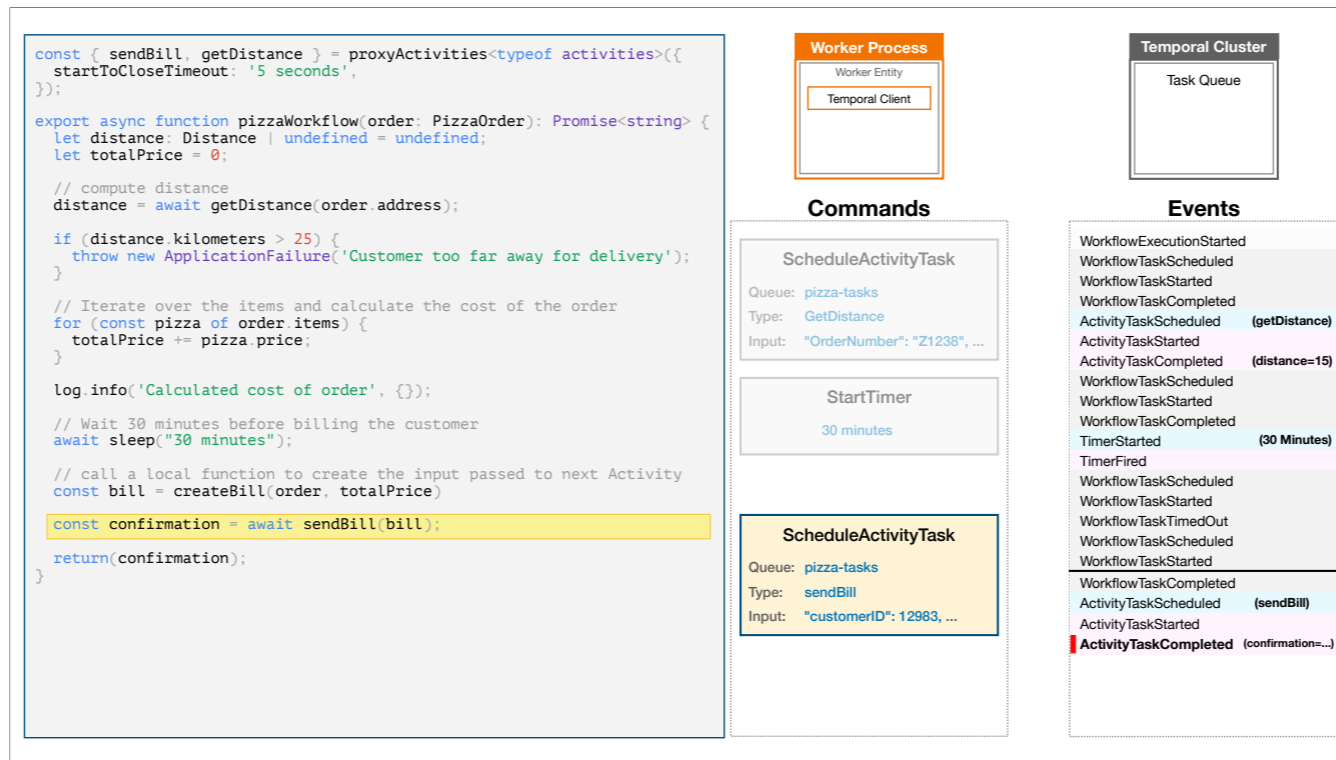 const { sendBill, getDistance } = proxyActivities<typeof activities>({
  startToCloseTimeout: '5 seconds',
});
export async function pizzaWorkflow(order: PizzaOrder): Promise<string> {
  let distance: Distance | undefined = undefined;
  let totalPrice = 0;
  // compute distance
  distance = await getDistance(order.address);
  if (distance.kilometers > 25) {
    throw new ApplicationFailure('Customer too far away for delivery');
  }
  // Iterate over the items and calculate the cost of the order
  for (const pizza of order.items) {
    totalPrice += pizza.price;
  }
  log.info('Calculated cost of order', {});
  // Wait 30 minutes before billing the customer
  await sleep("30 minutes");
  // call a local function to create the input passed to next Activity
  const bill = createBill(order, totalPrice)
  const confirmation = await sendBill(bill);
  return(confirmation);
}
Worker Process
Worker Entity
Temporal Client
Commands
ScheduleActivityTask
Queue: pizza-tasks
Type: GetDistance
Input: "OrderNumber": "Z1238", ...
StartTimer
30 minutes
ScheduleActivityTask
Queue: pizza-tasks
Type: sendBill
Input: "customerID": 12983, ...
Temporal Cluster
Task Queue
Events
WorkflowExecutionStarted
WorkflowTaskScheduled
WorkflowTaskStarted
WorkflowTaskCompleted
ActivityTaskScheduled (getDistance)
ActivityTaskStarted
ActivityTaskCompleted (distance=15)
WorkflowTaskScheduled
WorkflowTaskStarted
WorkflowTaskCompleted
TimerStarted (30 Minutes)
TimerFired
WorkflowTaskScheduled
WorkflowTaskStarted
WorkflowTaskTimedOut
WorkflowTaskScheduled
WorkflowTaskStarted
WorkflowTaskCompleted
ActivityTaskScheduled (sendBill)
ActivityTaskStarted
ActivityTaskCompleted (confirmation=...)